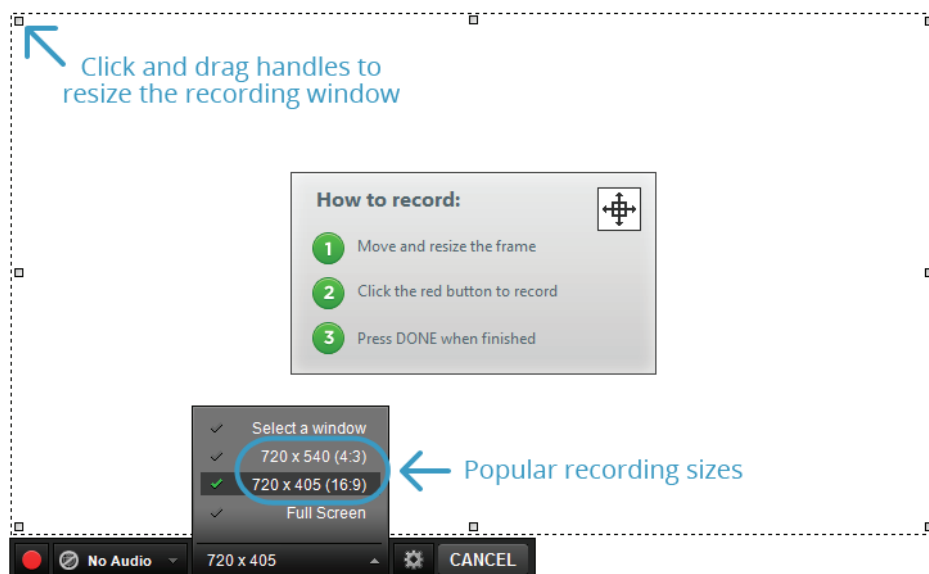 Click and drag handles to
resize the recording window
How to record:
1 Move and resize the frame
2 Click the red button to record
3 Press DONE when finished
Select a window
720 x 540 (4:3)
720 x 405 (16:9)
Popular recording sizes
Full Screen
No Audio 720 x 405 CANCEL